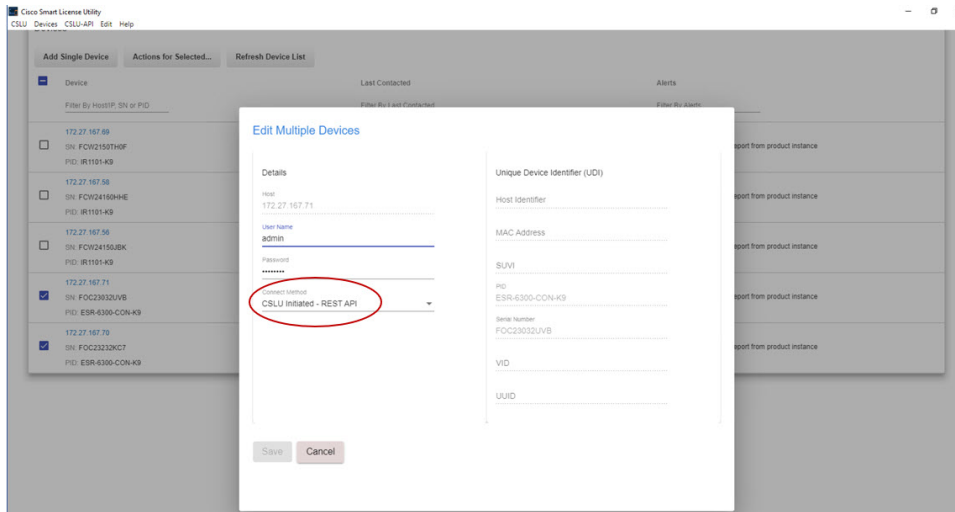 Cisco Smart License Utility
CSLU Devices CSLU-API Edit Help
Devices
Add Single Device Actions for Selected... Refresh Device List
Device Last Contacted Alerts
Filter By Host\IP, SN or PID Filter By Last Contacted Filter By Alerts
172.27.167.69
SN: FCW2150TH0F
PID: IR1101-K9
eport from product instance
172.27.167.58
SN: FCW24160HHE
PID: IR1101-K9
eport from product instance
172.27.167.56
SN: FCW24150JBK
PID: IR1101-K9
eport from product instance
172.27.167.71
SN: FOC23032UVB
PID: ESR-6300-CON-K9
eport from product instance
172.27.167.70
SN: FOC23232KC7
PID: ESR-6300-CON-K9
eport from product instance
Edit Multiple Devices
Details
Host
172.27.167.71
User Name
admin
Password
••••••••
Connect Method
CSLU Initiated - REST API
Unique Device Identifier (UDI)
Host Identifier
MAC Address
SUVI
PID
ESR-6300-CON-K9
Serial Number
FOC23032UVB
VID
UUID
Save Cancel